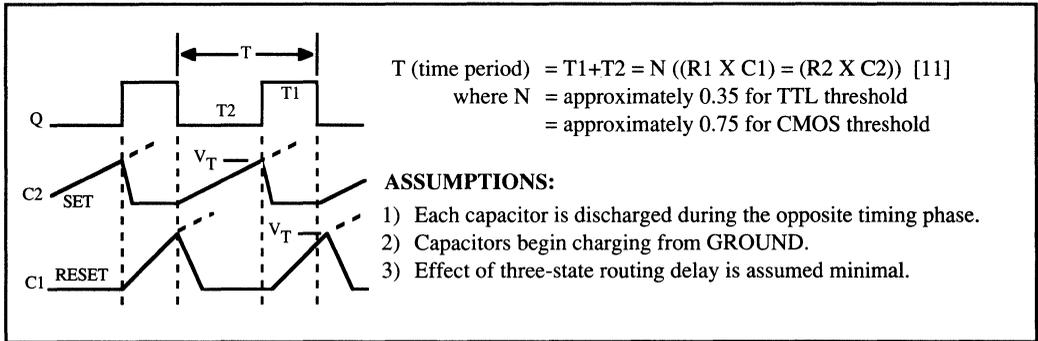 T
T (time period) = T1+T2 = N ((R1 X C1) = (R2 X C2)) [11]
where N = approximately 0.35 for TTL threshold
= approximately 0.75 for CMOS threshold
Q
T2
T1
VT
C2 SET
ASSUMPTIONS:
1) Each capacitor is discharged during the opposite timing phase.
2) Capacitors begin charging from GROUND.
3) Effect of three-state routing delay is assumed minimal.
VT
C1 RESET